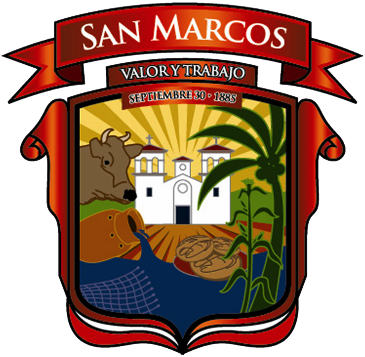 SAN MARCOS
VALOR Y TRABAJO
SEPTIEMBRE 30 - 1885